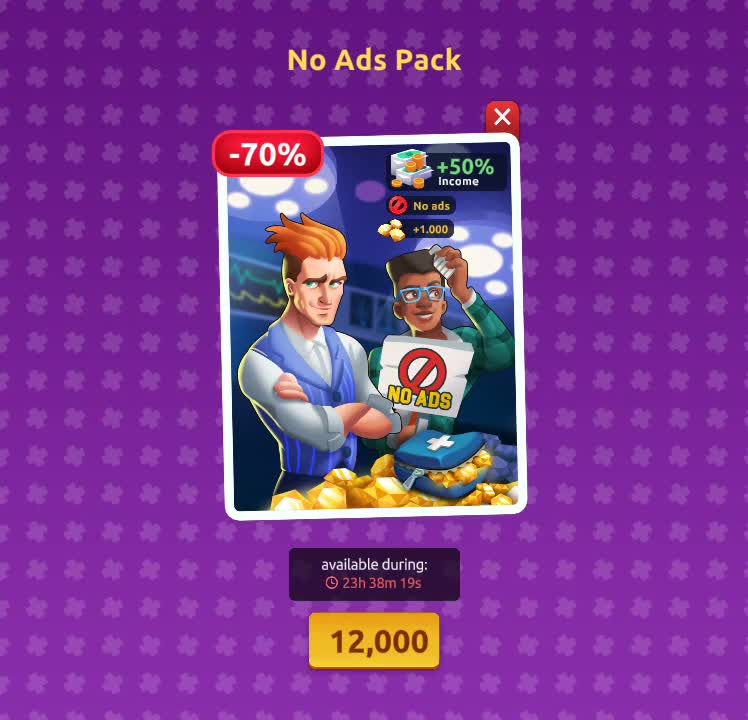 No Ads Pack
-70%
+50%
Income
No ads
+1.000
NO ADS
available during:
23h 38m 19s
12,000